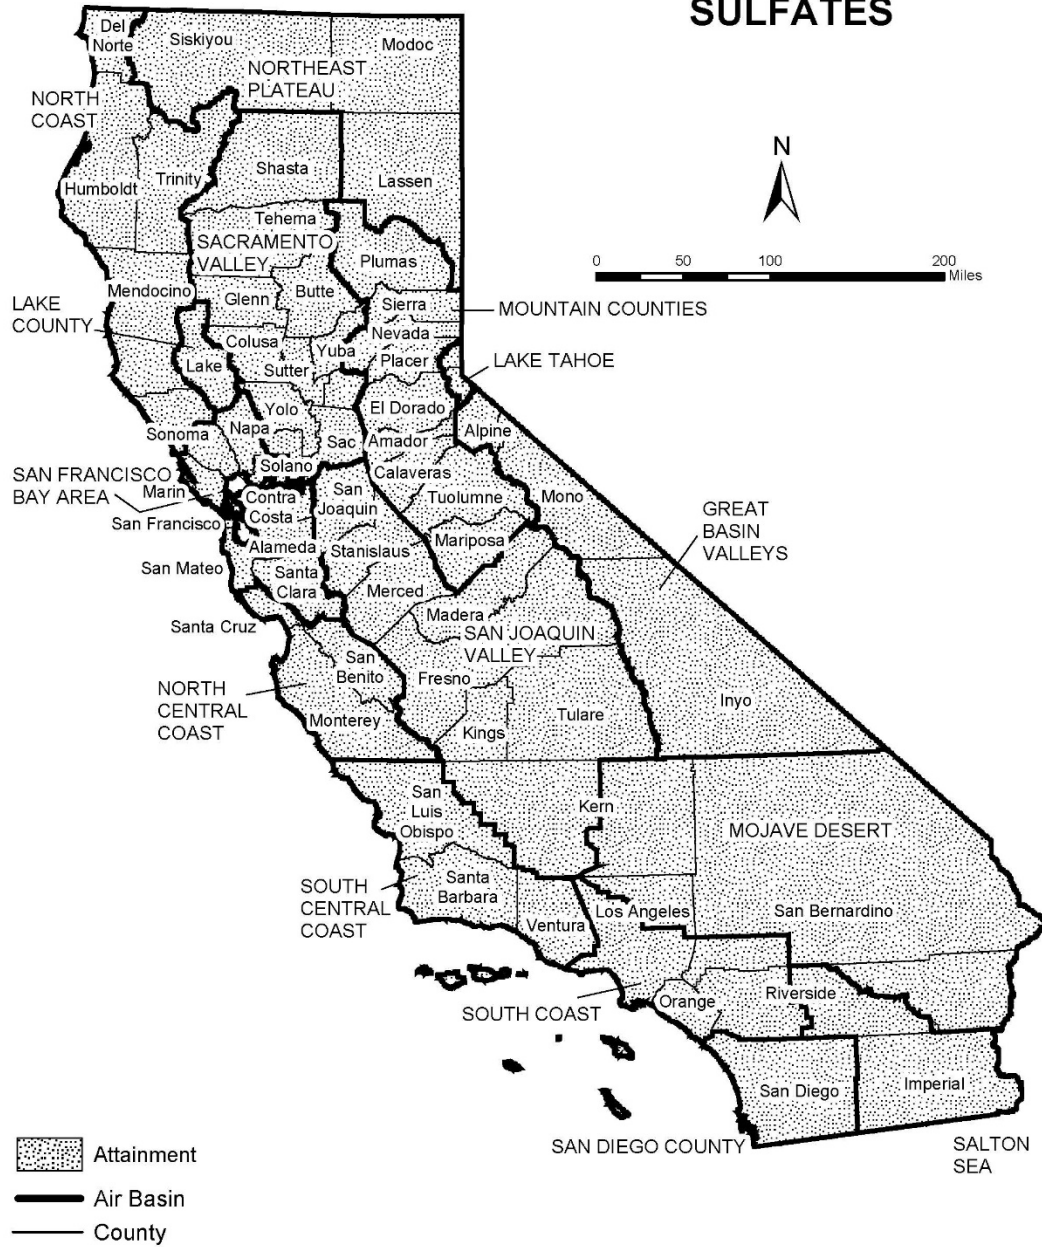 SULFATES
Del
Norte
Siskiyou
Modoc
NORTHEAST
PLATEAU
NORTH
COAST
N
Humboldt
Trinity
Shasta
Lassen
Tehema
SACRAMENTO
VALLEY
Plumas
0
50
100
200
Miles
Mendocino
Glenn
Butte
Sierra
MOUNTAIN COUNTIES
LAKE
COUNTY
Colusa
Yuba
Nevada
Placer
LAKE TAHOE
Lake
Sutter
Yolo
El Dorado
Napa
Sonoma
Sac
Amador
Alpine
Solano
Calaveras
SAN FRANCISCO
BAY AREA
Marin
Contra
Costa
San
Joaquin
Tuolumne
Mono
GREAT
BASIN
VALLEYS
San Francisco
Alameda
Stanislaus
Mariposa
San Mateo
Santa
Clara
Merced
Madera
Santa Cruz
SAN JOAQUIN
VALLEY
San
Benito
Fresno
NORTH
CENTRAL
COAST
Monterey
Kings
Tulare
Inyo
San
Luis
Obispo
Kern
MOJAVE DESERT
SOUTH
CENTRAL
COAST
Santa
Barbara
Ventura
Los Angeles
San Bernardino
SOUTH COAST
Orange
Riverside
San Diego
Imperial
SAN DIEGO COUNTY
SALTON
SEA
Attainment
Air Basin
County